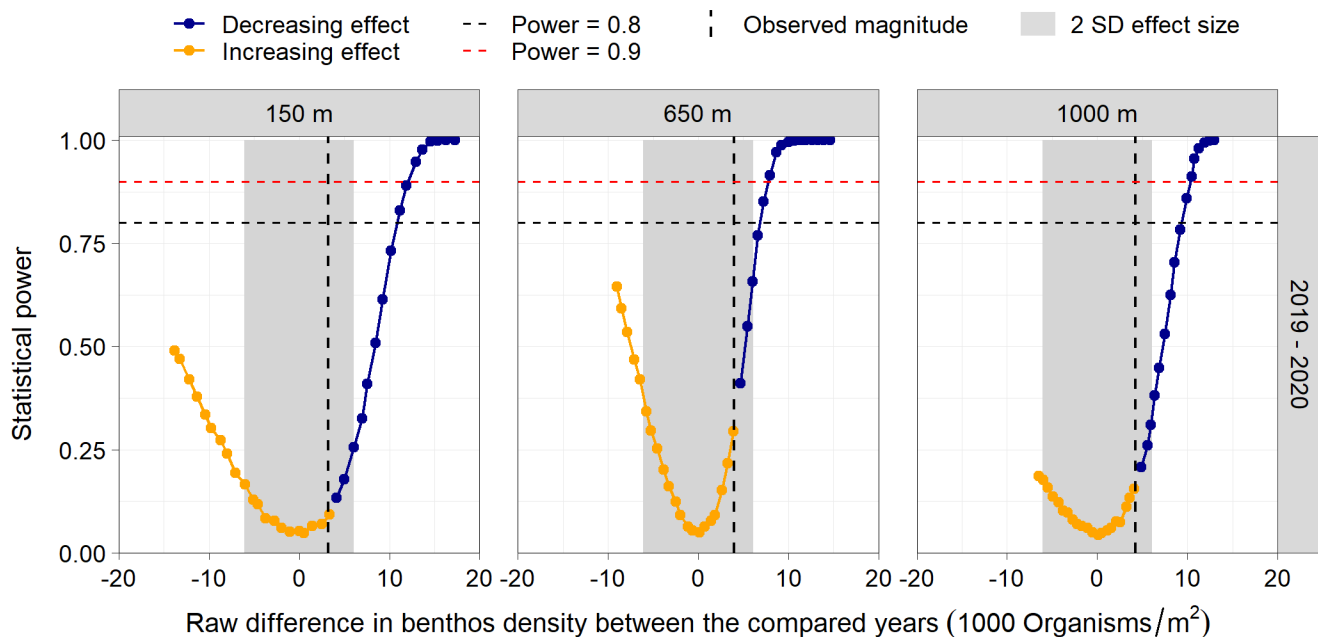 Decreasing effect
Increasing effect
Power = 0.8
Power = 0.9
Observed magnitude
2 SD effect size
150 m
650 m
1000 m
1.00
0.75
0.50
0.25
0.00
Statistical power
2019 - 2020
-20 -10 0 10 20
-20 -10 0 10 20
-20 -10 0 10 20
Raw difference in benthos density between the compared years (1000 Organisms/m²)